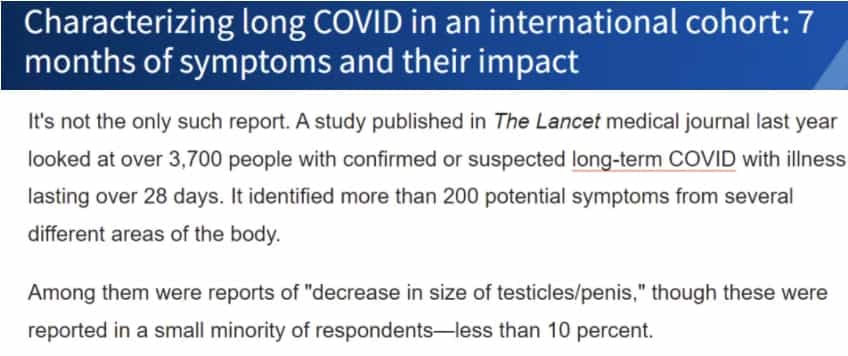 Characterizing long COVID in an international cohort: 7
months of symptoms and their impact
It's not the only such report. A study published in The Lancet medical journal last year
looked at over 3,700 people with confirmed or suspected long-term COVID with illness
lasting over 28 days. It identified more than 200 potential symptoms from several
different areas of the body.
Among them were reports of "decrease in size of testicles/penis," though these were
reported in a small minority of respondents—less than 10 percent.